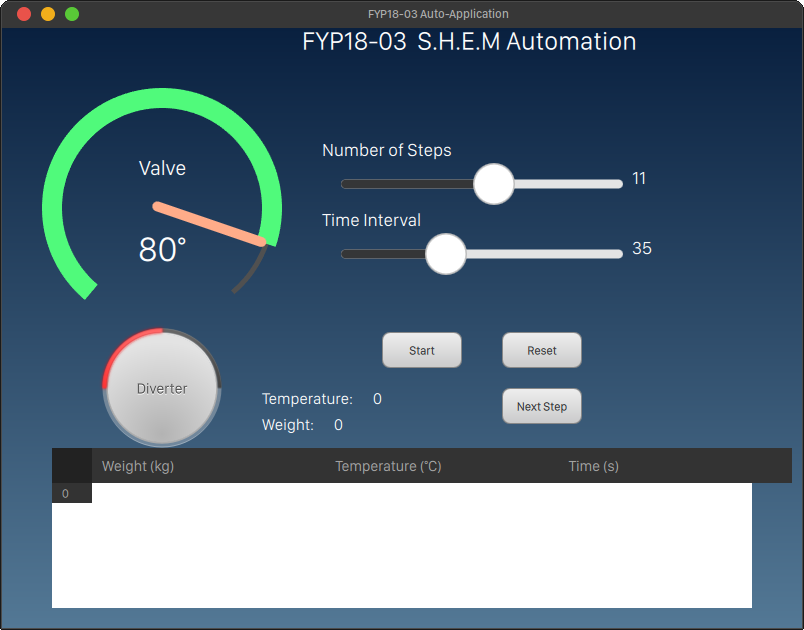 FYP18-03 Auto-Application
FYP18-03 S.H.E.M Automation
Valve
80°
Number of Steps
11
Time Interval
35
Diverter
Start
Reset
Next Step
Temperature: 0
Weight: 0
Weight (kg) Temperature (°C) Time (s)
0